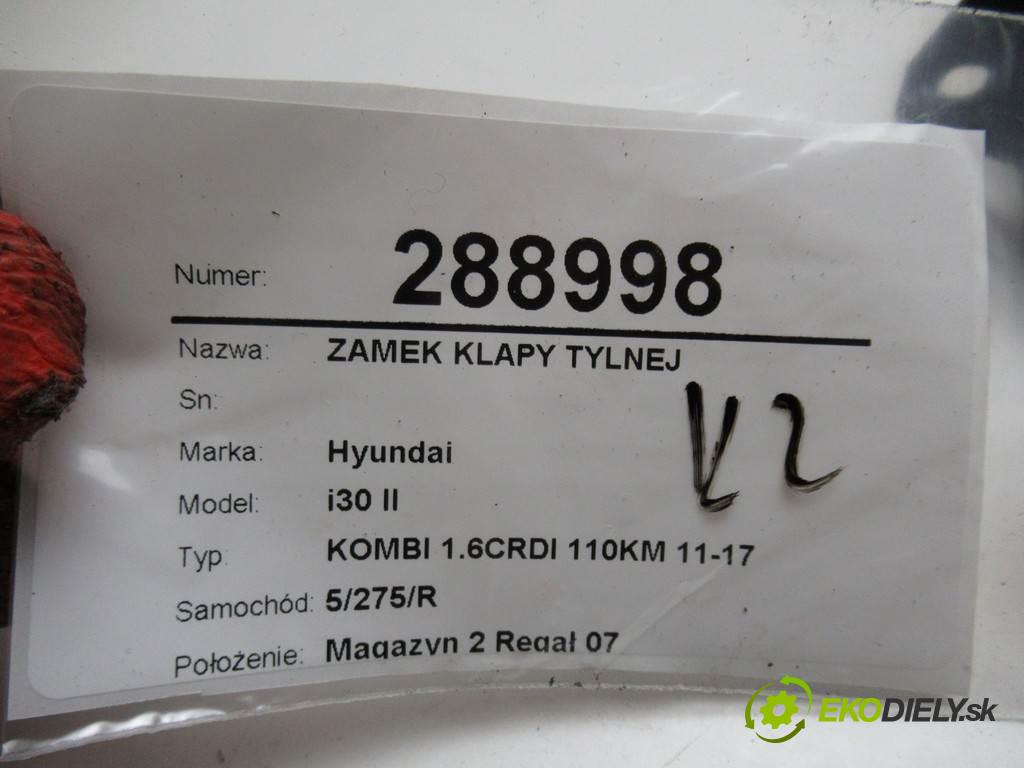 Numer: 288998
Nazwa: ZAMEK KLAPY TYLNEJ
Sn:
V2
Marka: Hyundai
Model: i30 II
Typ: KOMBI 1.6CRDI 110KM 11-17
Samochód: 5/275/R
Położenie: Magazyn 2 Regał 07
EKODIELY.sk